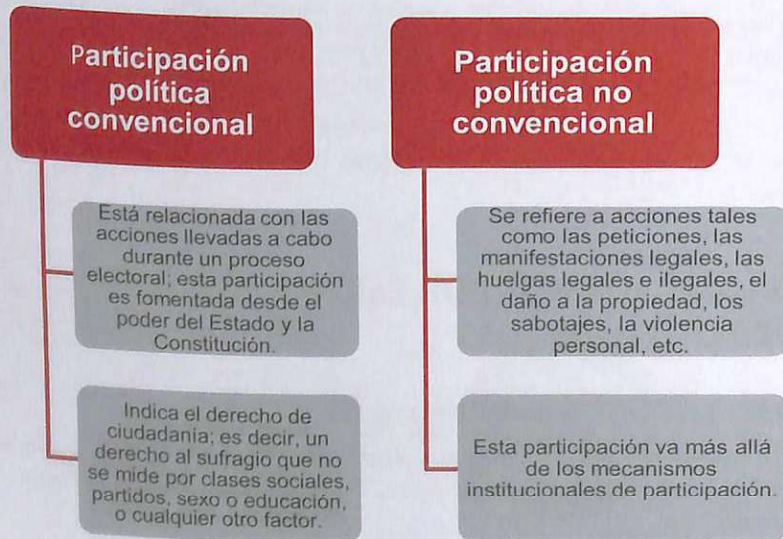 Participación
política
convencional
Está relacionada con las
acciones llevadas a cabo
durante un proceso
electoral; esta participación
es fomentada desde el
poder del Estado y la
Constitución.
Indica el derecho de
ciudadanía; es decir, un
derecho al sufragio que no
se mide por clases sociales,
partidos, sexo o educación,
o cualquier otro factor.
Participación
política no
convencional
Se refiere a acciones tales
como las peticiones, las
manifestaciones legales, las
huelgas legales e ilegales, el
daño a la propiedad, los
sabotajes, la violencia
personal, etc.
Esta participación va más allá
de los mecanismos
institucionales de participación.